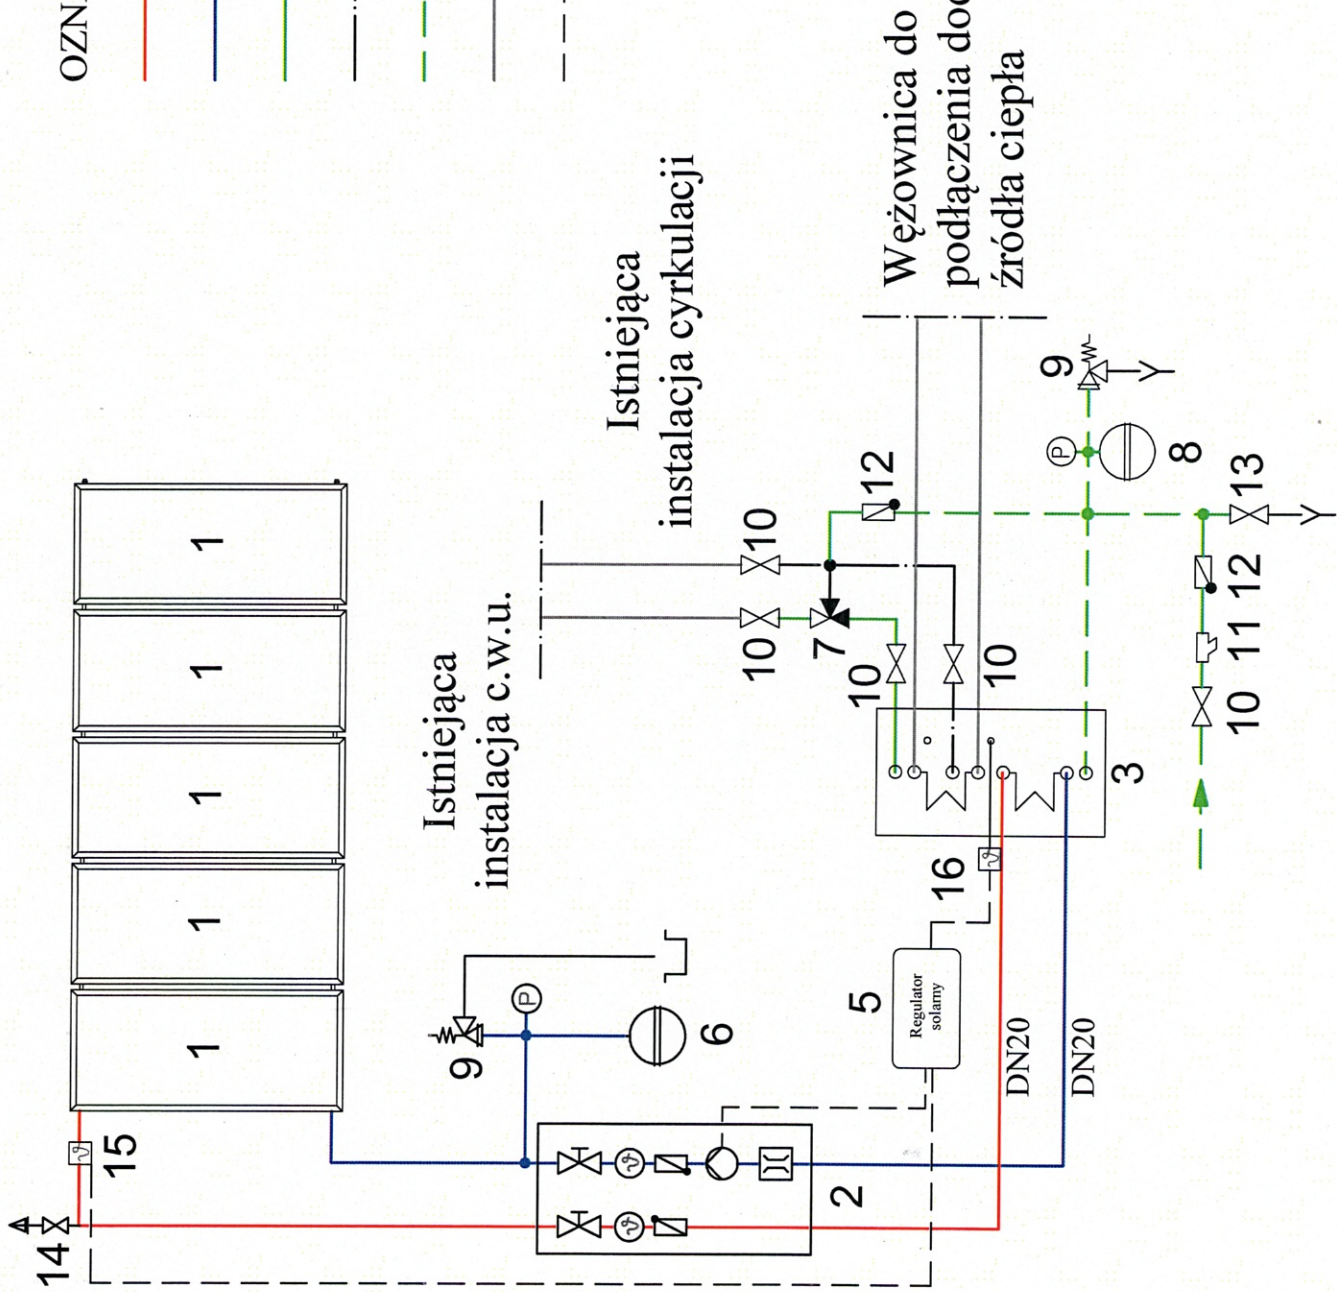 OZNA
14
15
1
1
1
1
1
Istniejąca
instalacja c.w.u.
9
P
6
ϑ
ϑ
ϑ
2
5
Regulator
solarny
16
ϑ
DN20
DN20
3
Istniejąca
instalacja cyrkulacji
10
10
7
10
10
12
Wężownica do
podłączenia dod
źródła ciepła
9
P
8
10
11
12
13